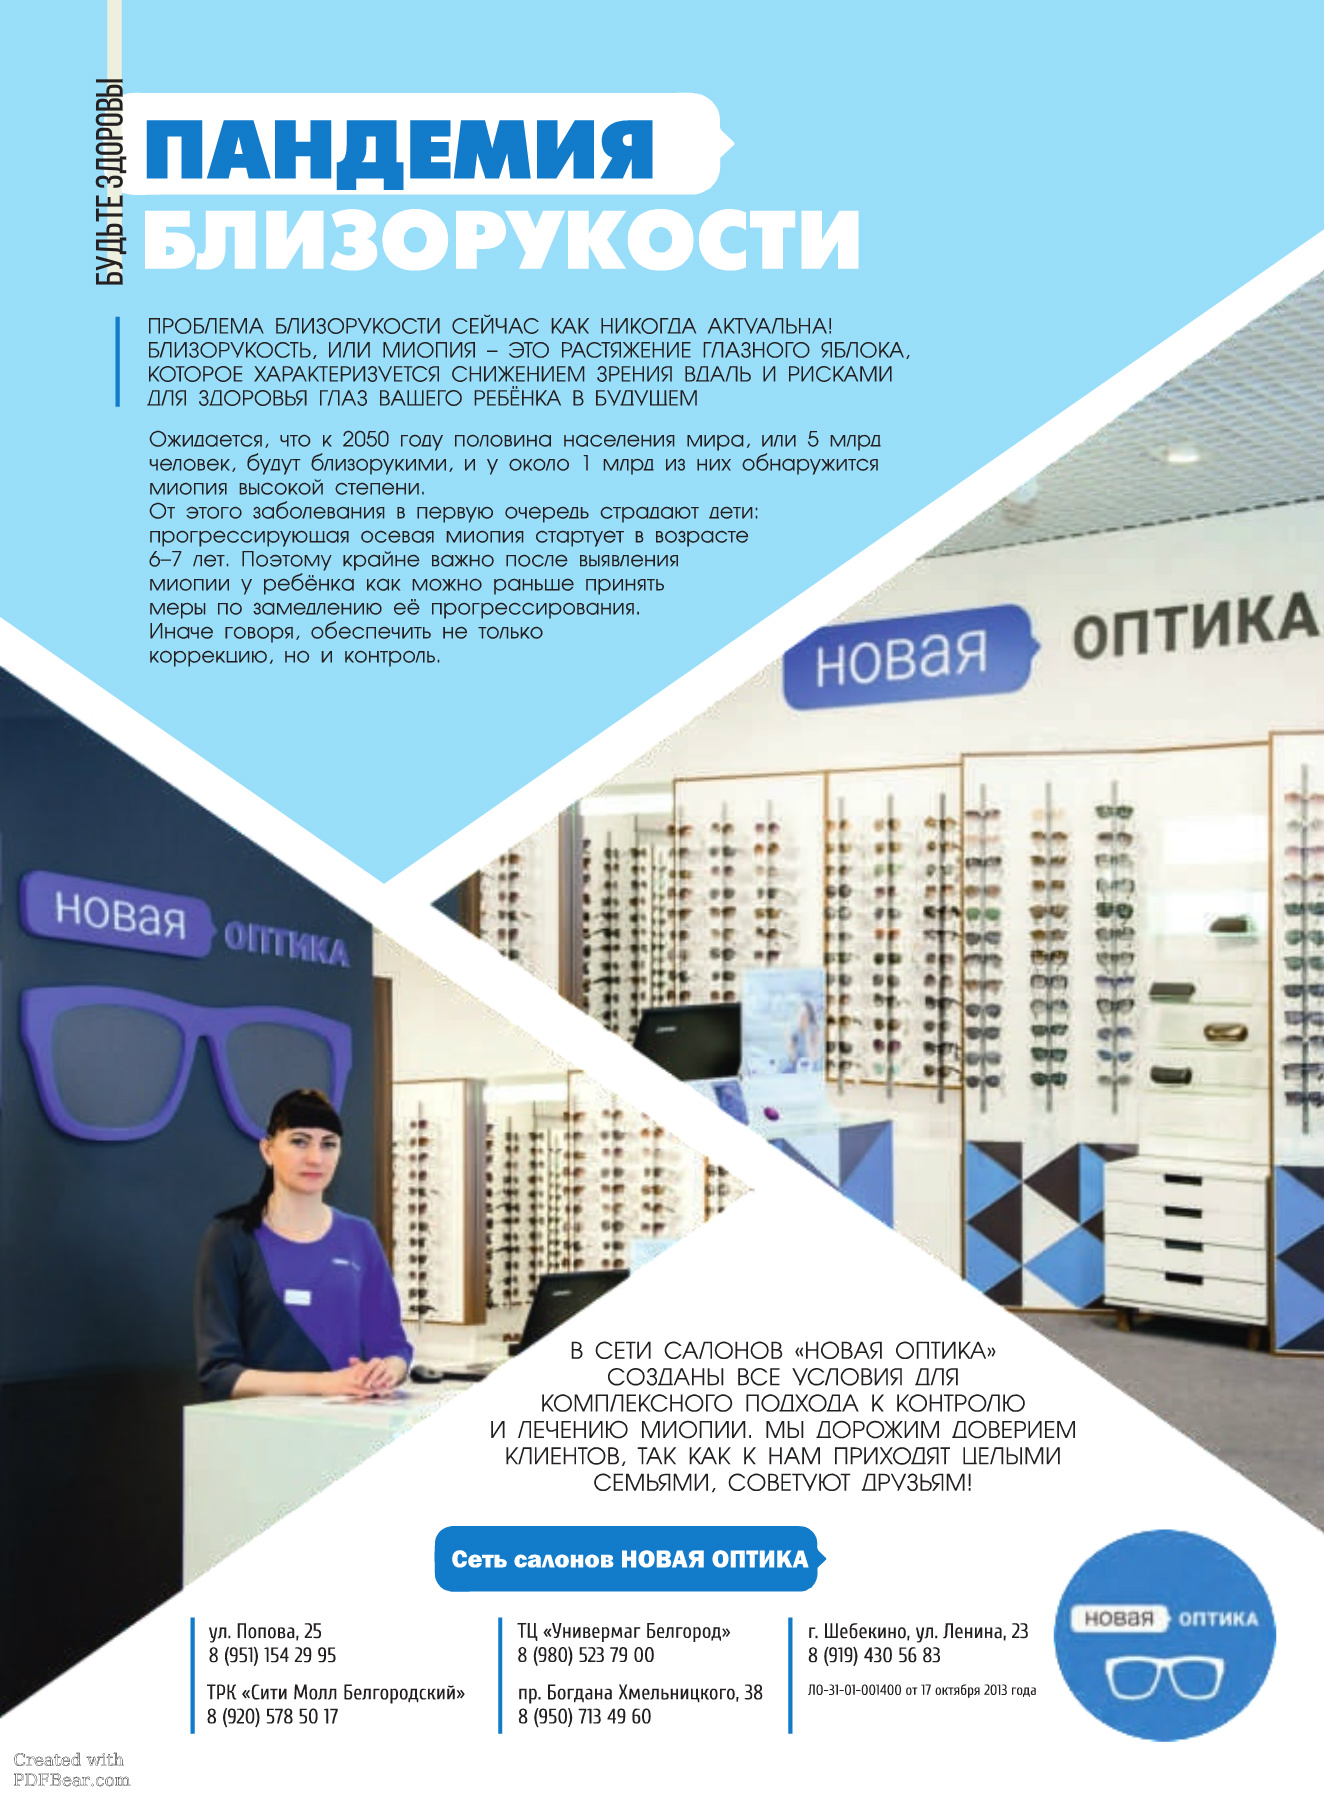 БУДЬТЕ ЗДОРОВЫ
ПАНДЕМИЯ
БЛИЗОРУКОСТИ
ПРОБЛЕМА БЛИЗОРУКОСТИ СЕЙЧАС КАК НИКОГДА АКТУАЛЬНА!
БЛИЗОРУКОСТЬ, ИЛИ МИОПИЯ – ЭТО РАСТЯЖЕНИЕ ГЛАЗНОГО ЯБЛОКА,
КОТОРОЕ ХАРАКТЕРИЗУЕТСЯ СНИЖЕНИЕМ ЗРЕНИЯ ВДАЛЬ И РИСКАМИ
ДЛЯ ЗДОРОВЬЯ ГЛАЗ ВАШЕГО РЕБЁНКА В БУДУЩЕМ
Ожидается, что к 2050 году половина населения мира, или 5 млрд
человек, будут близорукими, и у около 1 млрд из них обнаружится
миопия высокой степени.
От этого заболевания в первую очередь страдают дети:
прогрессирующая осевая миопия стартует в возрасте
6–7 лет. Поэтому крайне важно после выявления
миопии у ребёнка как можно раньше принять
меры по замедлению её прогрессирования.
Иначе говоря, обеспечить не только
коррекцию, но и контроль.
новая ОПТИКА
новая ОПТИКА
В СЕТИ САЛОНОВ «НОВАЯ ОПТИКА»
СОЗДАНЫ ВСЕ УСЛОВИЯ ДЛЯ
КОМПЛЕКСНОГО ПОДХОДА К КОНТРОЛЮ
И ЛЕЧЕНИЮ МИОПИИ. МЫ ДОРОЖИМ ДОВЕРИЕМ
КЛИЕНТОВ, ТАК КАК К НАМ ПРИХОДЯТ ЦЕЛЫМИ
СЕМЬЯМИ, СОВЕТУЮТ ДРУЗЬЯМ!
Сеть салонов НОВАЯ ОПТИКА
ул. Попова, 25
8 (951) 154 29 95
ТРК «Сити Молл Белгородский»
8 (920) 578 50 17
ТЦ «Универмаг Белгород»
8 (980) 523 79 00
пр. Богдана Хмельницкого, 38
8 (950) 713 49 60
г. Шебекино, ул. Ленина, 23
8 (919) 430 56 83
ЛО-31-01-001400 от 17 октября 2013 года
новая ОПТИКА
Created with
PDFBear.com